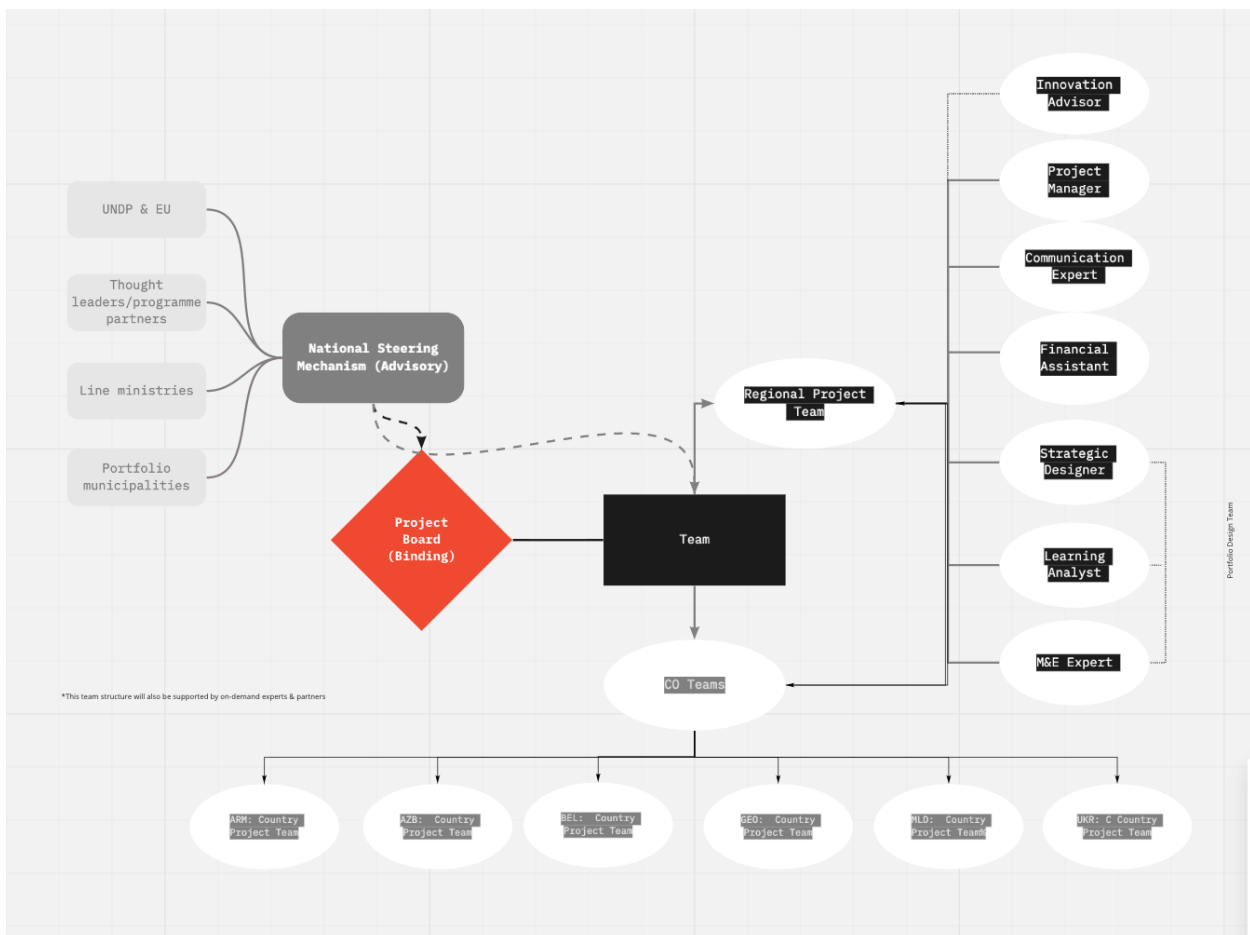 Innovation
Advisor
Project
Manager
Communication
Expert
Financial
Assistant
Strategic
Designer
Learning
Analyst
M&E Expert
Portfolio Design Team
UNDP & EU
Thought
leaders/programme
partners
Line ministries
Portfolio
municipalities
National Steering
Mechanism (Advisory)
Project
Board
(Binding)
Regional Project
Team
Team
CO Teams
*This team structure will also be supported by on-demand experts & partners
ARM: Country
Project Team
AZB: Country
Project Team
BEL: Country
Project Team
GEO: Country
Project Team
MLD: Country
Project Team%
UKR: C Country
Project Team